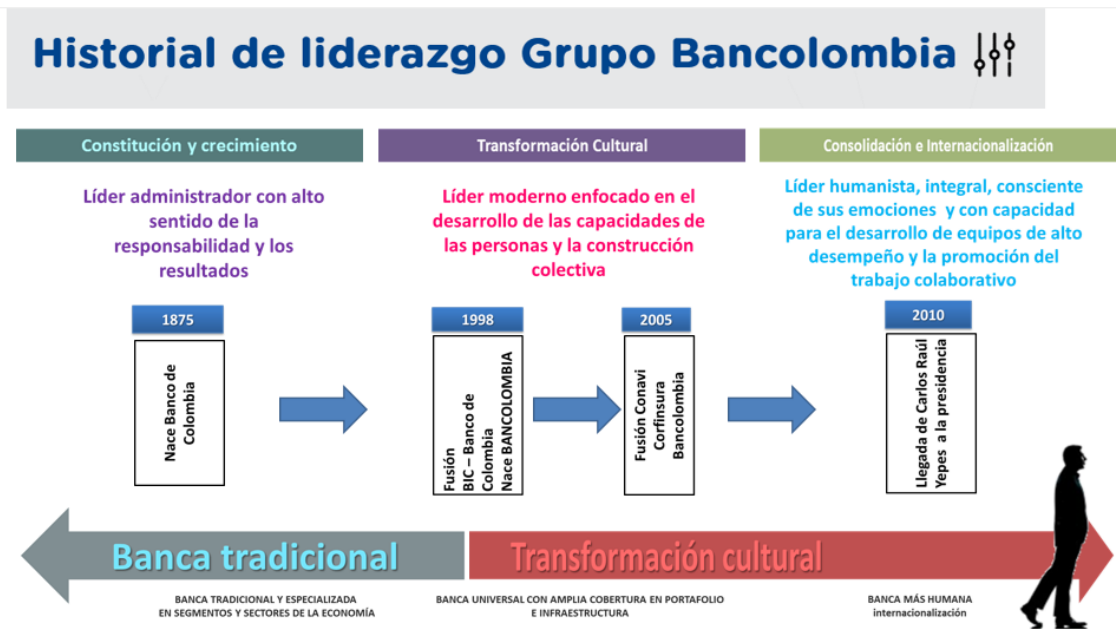 Historial de liderazgo Grupo Bancolombia
Constitución y crecimiento
Transformación Cultural
Consolidación e Internacionalización
Líder administrador con alto
sentido de la
responsabilidad y los
resultados
Líder moderno enfocado en el
desarrollo de las capacidades de
las personas y la construcción
colectiva
Líder humanista, integral, consciente
de sus emociones y con capacidad
para el desarrollo de equipos de alto
desempeño y la promoción del
trabajo colaborativo
1875
Nace Banco de
Colombia
1998
Fusión
BIC – Banco de
Colombia
Nace BANCOLOMBIA
2005
Fusión Conavi
Corfinsura
Bancolombia
2010
Llegada de Carlos Raúl
Yepes a la presidencia
Banca tradicional
Transformación cultural
BANCA TRADICIONAL Y ESPECIALIZADA
EN SEGMENTOS Y SECTORES DE LA ECONOMÍA
BANCA UNIVERSAL CON AMPLIA COBERTURA EN PORTAFOLIO
E INFRAESTRUCTURA
BANCA MÁS HUMANA
internacionalización